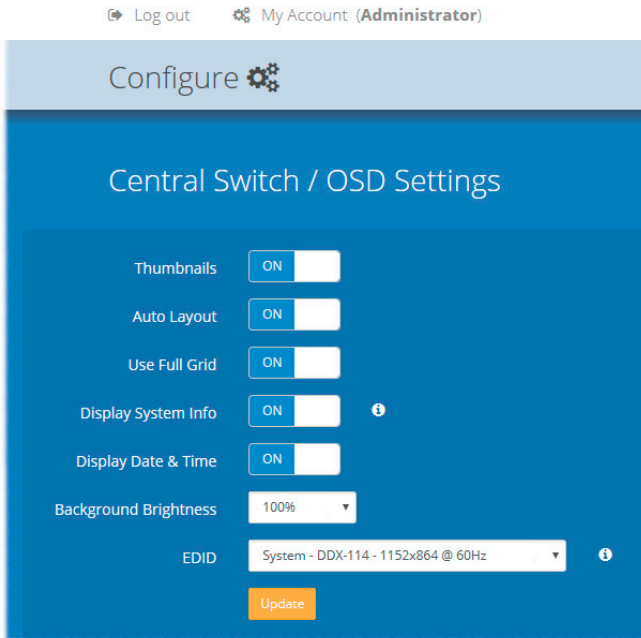 Log out My Account (Administrator)
Configure
Central Switch / OSD Settings
Thumbnails ON
Auto Layout ON
Use Full Grid ON
Display System Info ON
Display Date & Time ON
Background Brightness 100%
EDID System - DDX-114 - 1152x864 @ 60Hz
Update